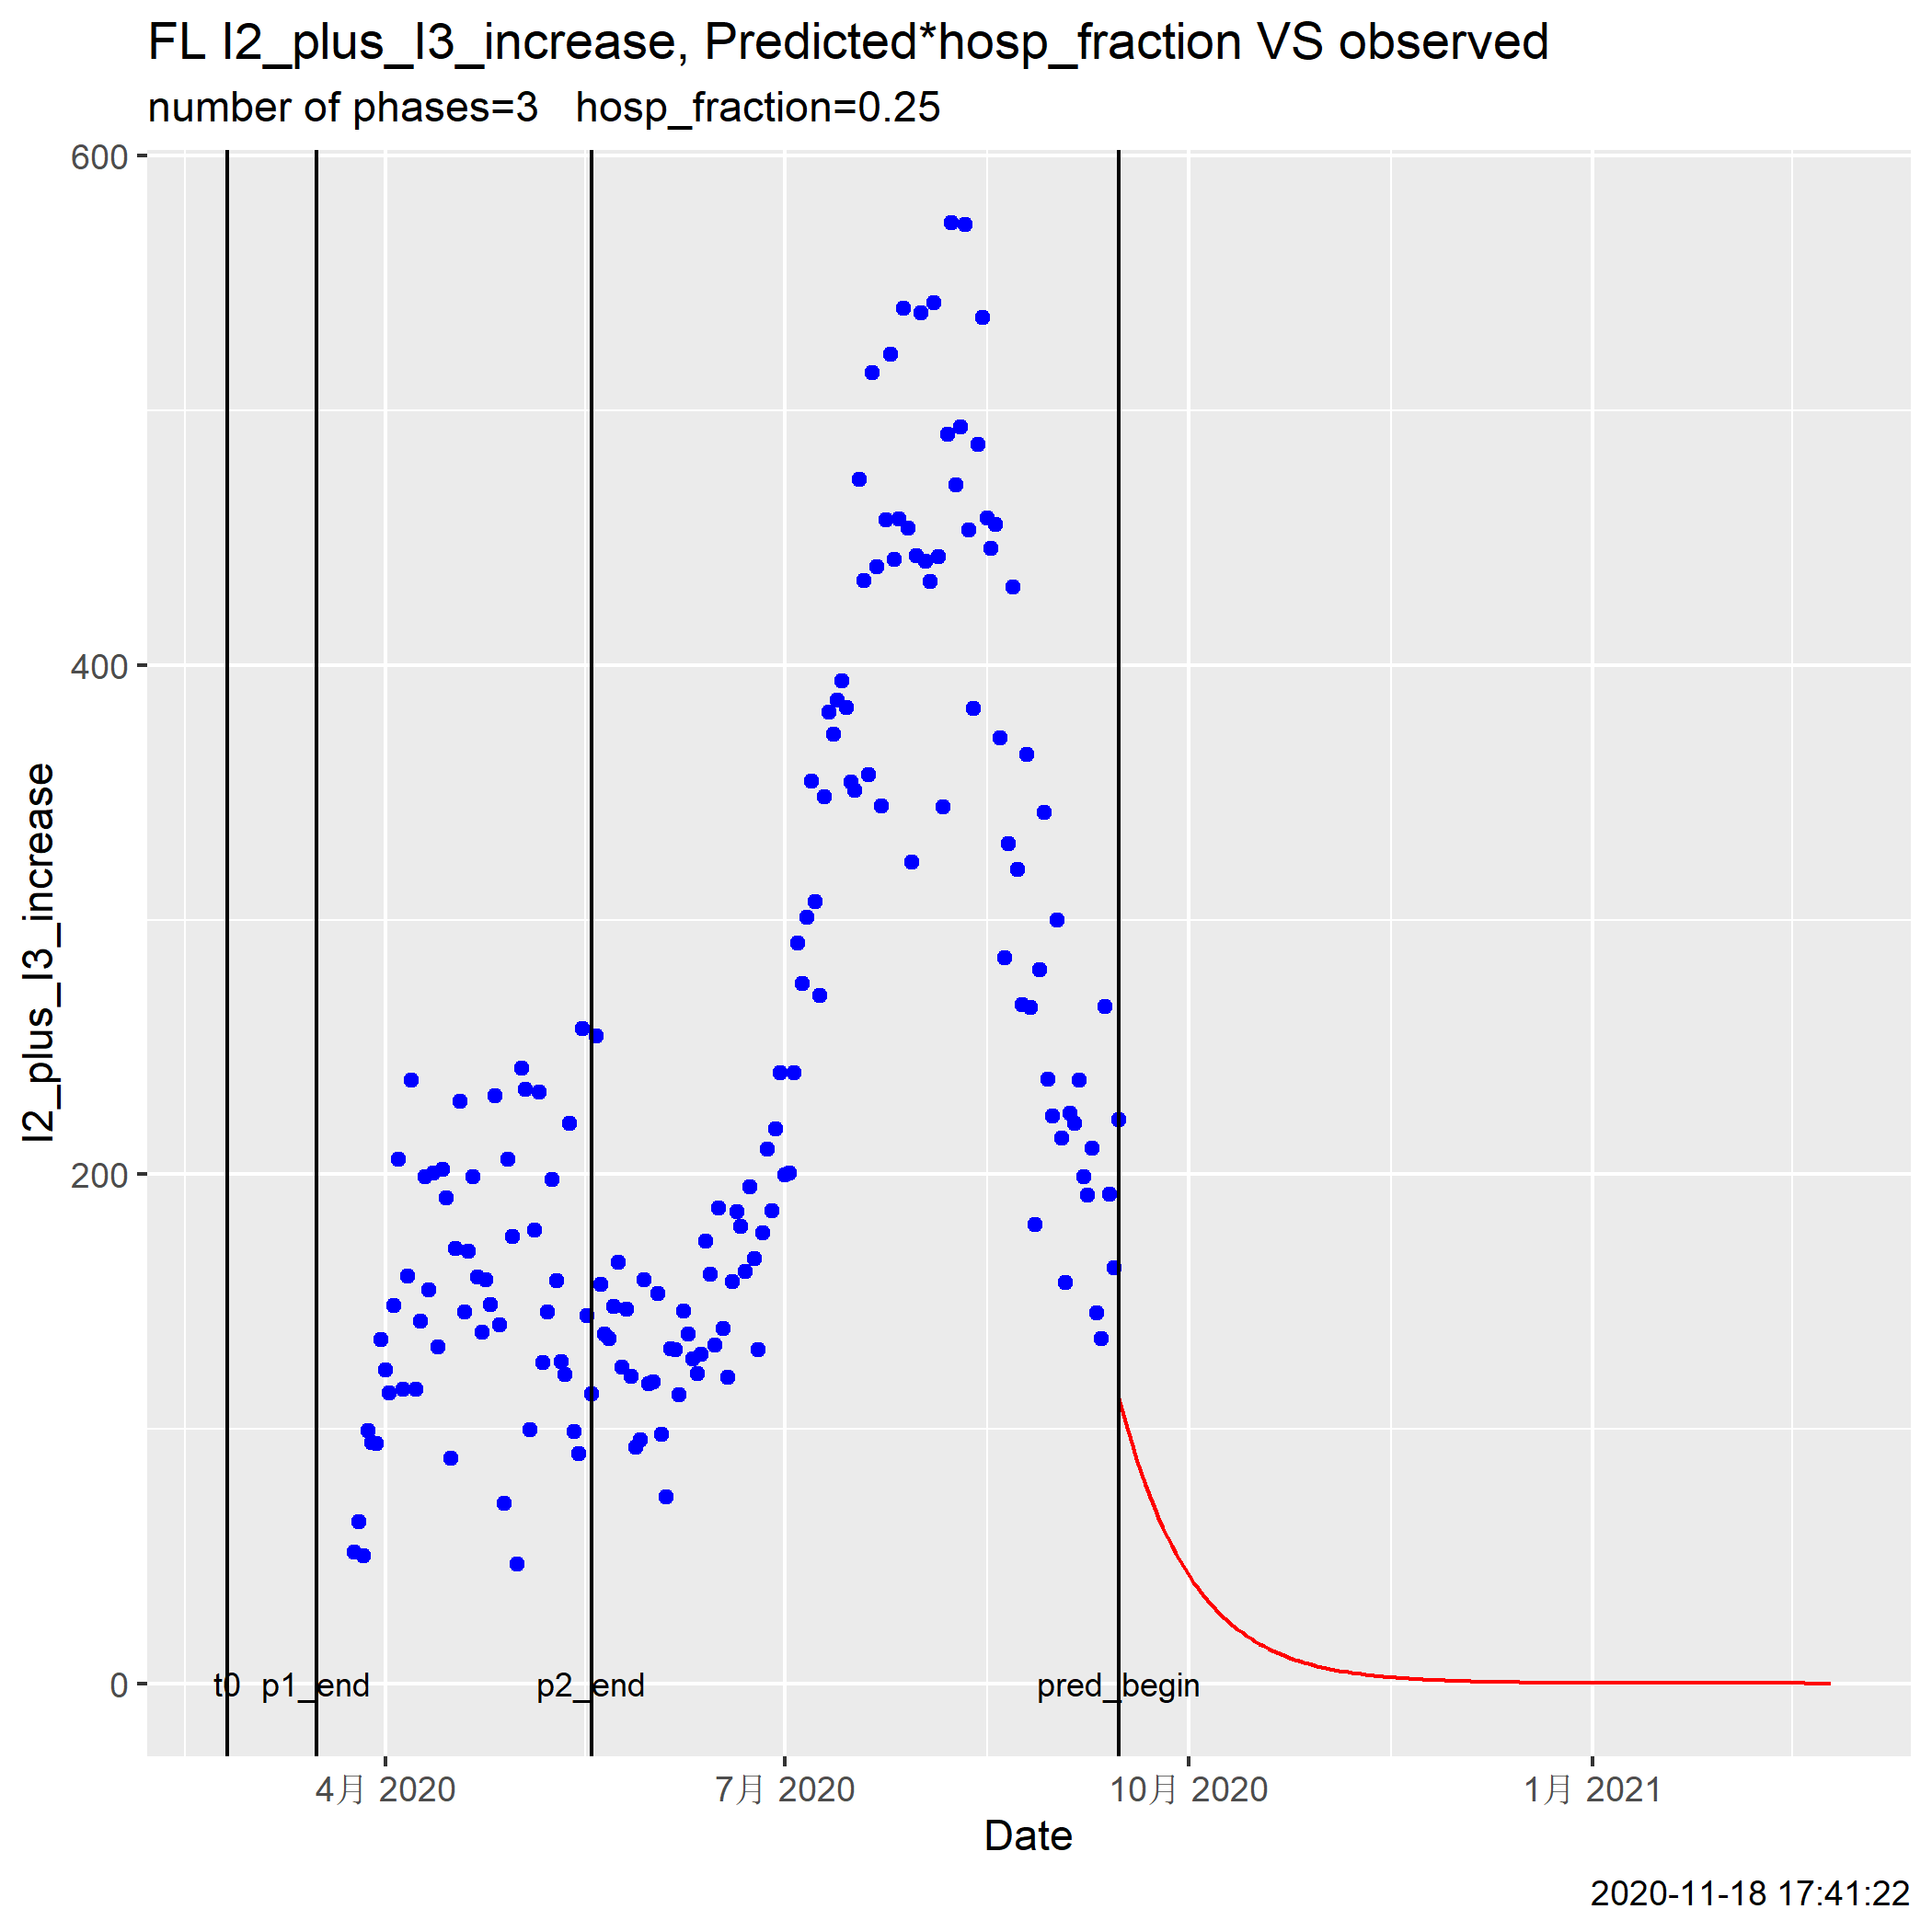 FL I2_plus_I3_increase, Predicted*hosp_fraction VS observed
number of phases=3   hosp_fraction=0.25
600
400
200
0
I2_plus_I3_increase
t0 p1_end p2_end pred_begin
4月 2020 7月 2020 10月 2020 1月 2021
Date
2020-11-18 17:41:22